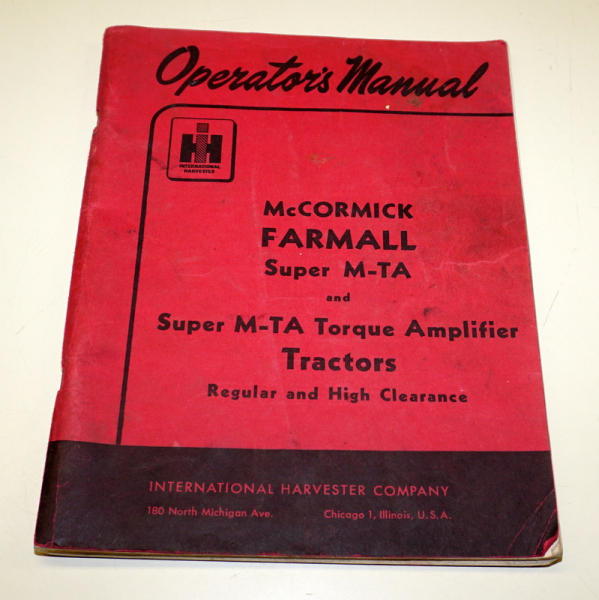 Operator's Manual
IH
INTERNATIONAL
HARVESTER
McCORMICK
FARMALL
Super M-TA
and
Super M-TA Torque Amplifier
Tractors
Regular and High Clearance
INTERNATIONAL HARVESTER COMPANY
180 North Michigan Ave. Chicago 1, Illinois, U.S.A.